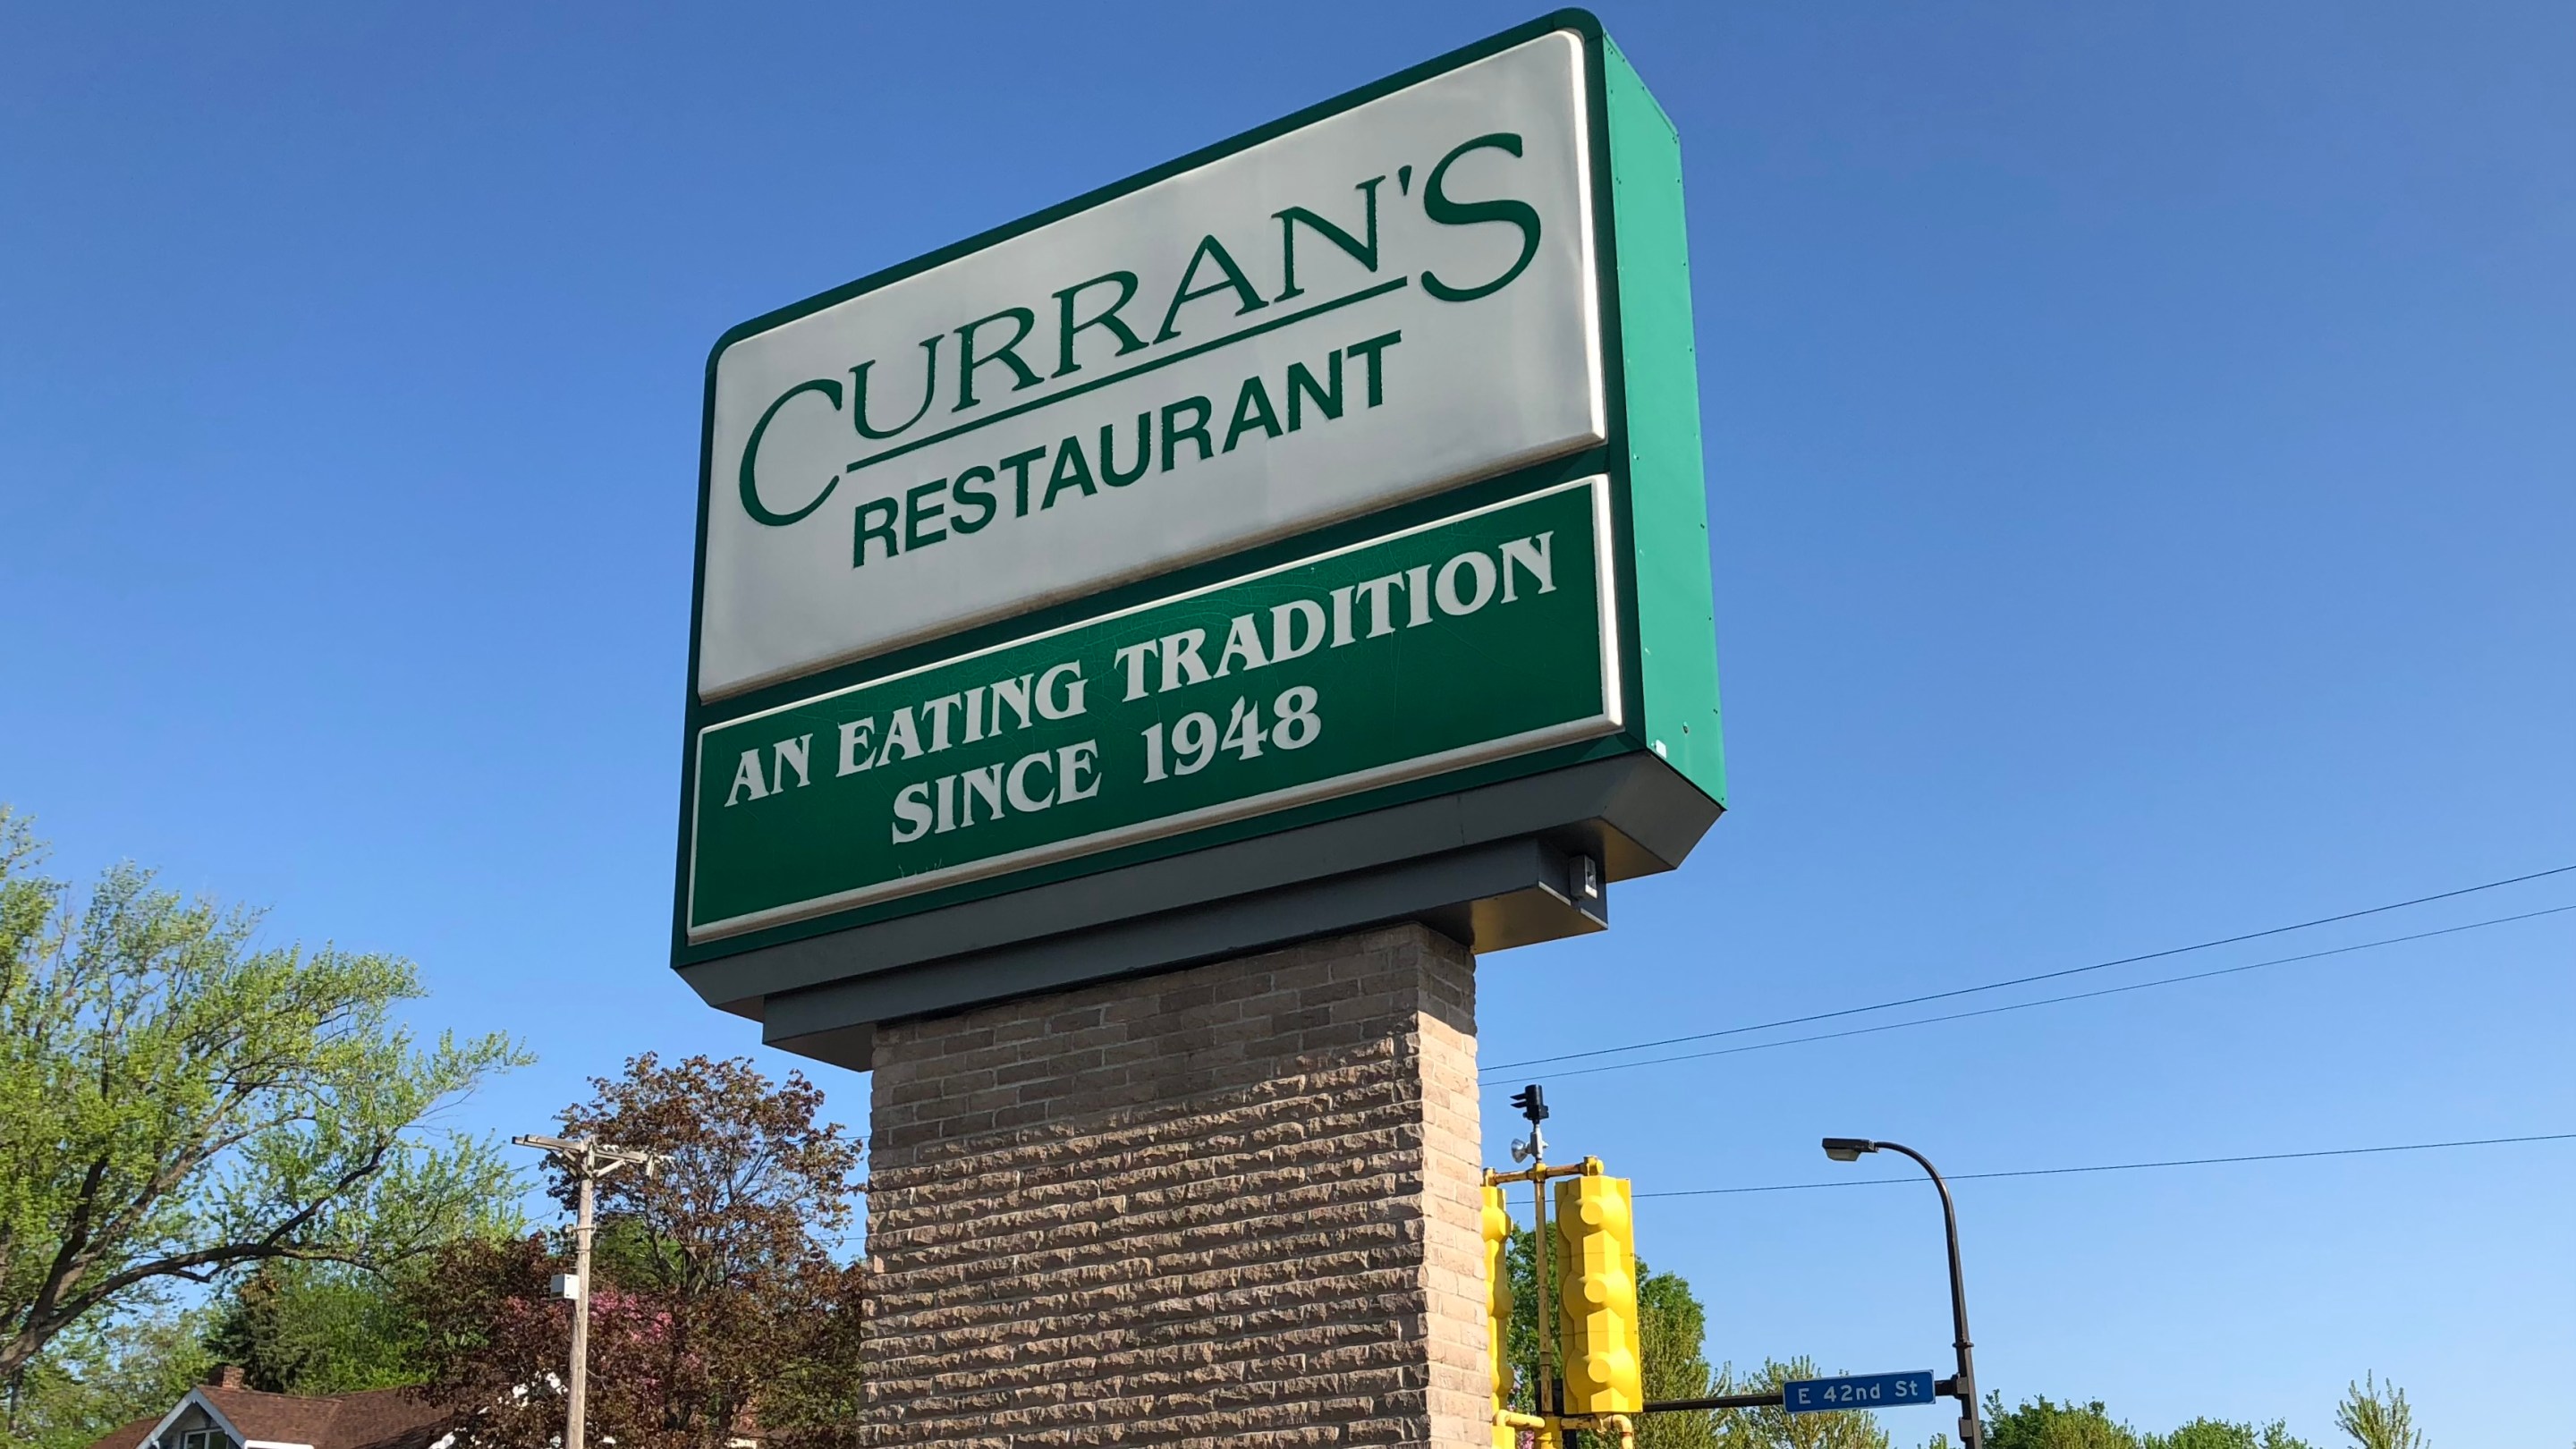 CURRAN'S
RESTAURANT
AN EATING TRADITION
SINCE 1948
E 42nd St